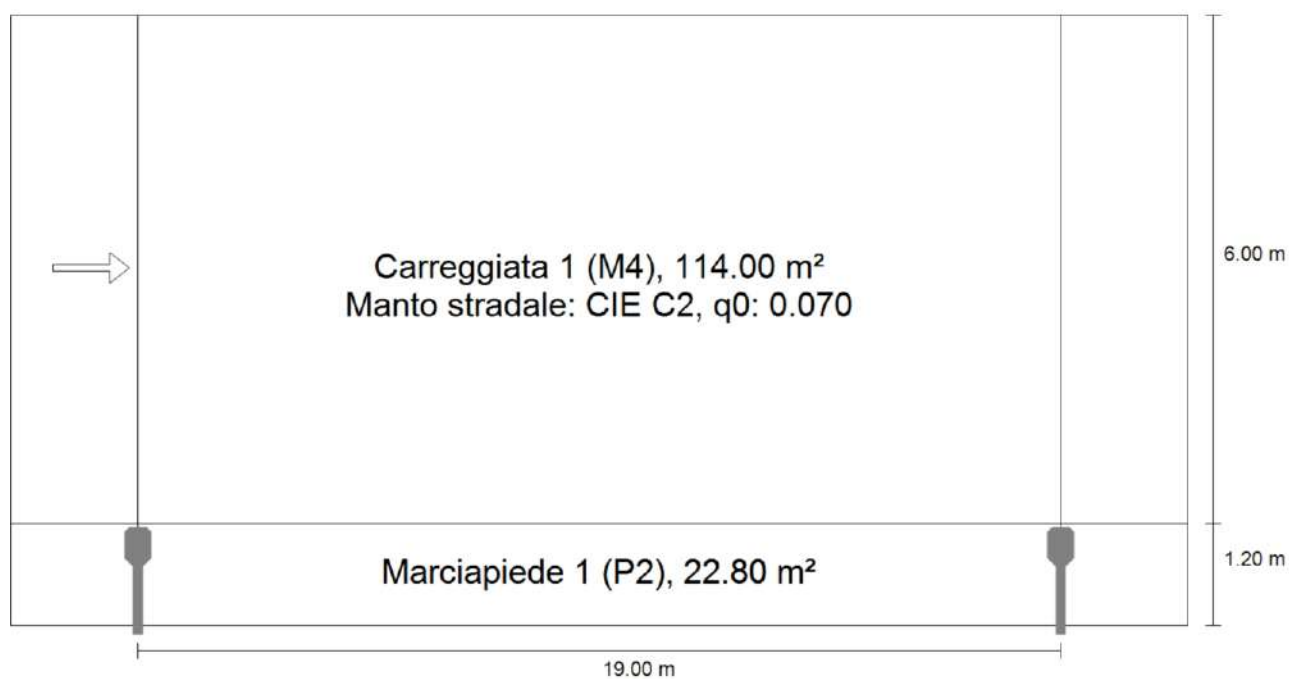 Carreggiata 1 (M4), 114.00 m²
Manto stradale: CIE C2, q0: 0.070
6.00 m
Marciapiede 1 (P2), 22.80 m²
1.20 m
19.00 m